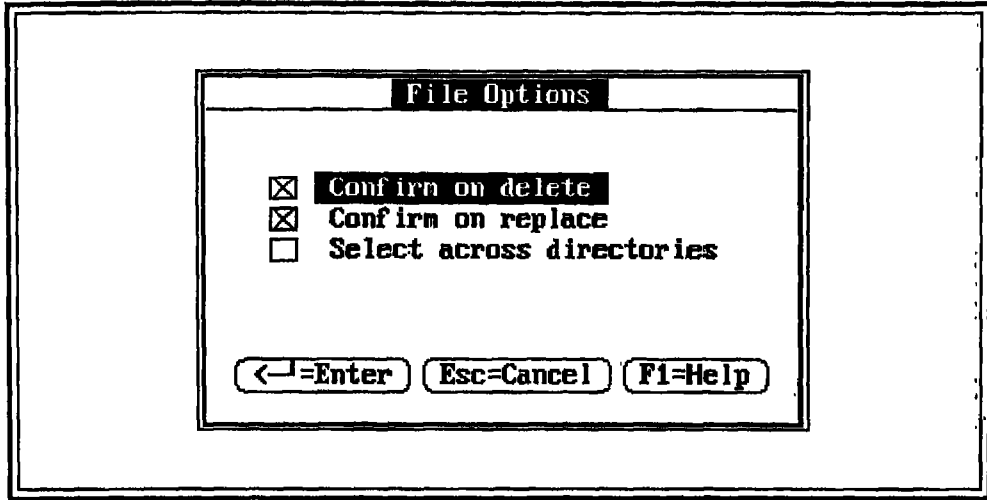 File Options
Confirm on delete
Confirm on replace
Select across directories
=Enter Esc=Cancel F1=Help